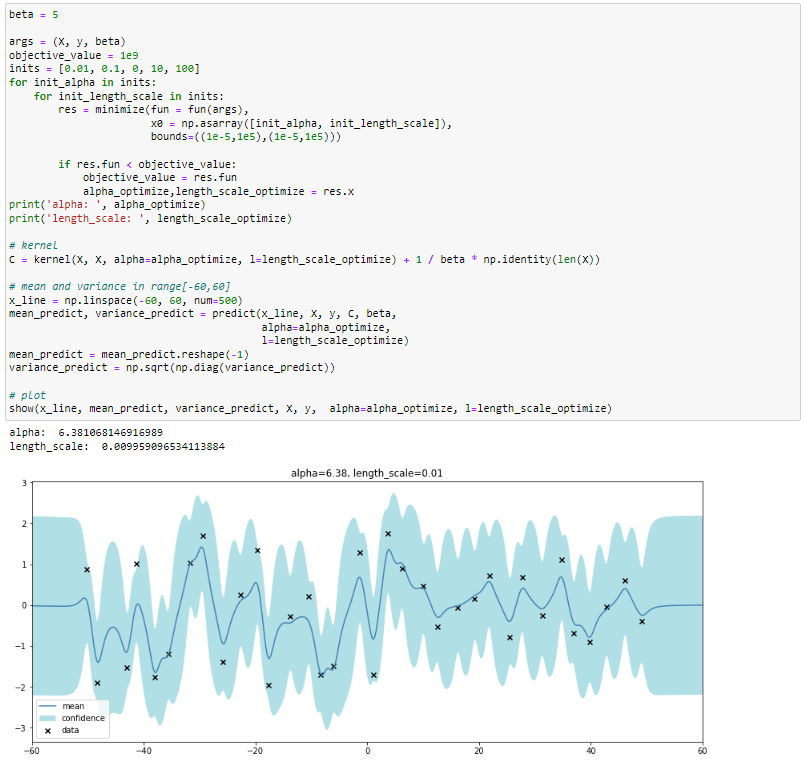 beta = 5
args = (X, y, beta)
objective_value = 1e9
inits = [0.01, 0.1, 0, 10, 100]
for init_alpha in inits:
    for init_length_scale in inits:
        res = minimize(fun = fun(args),
                       x0 = np.asarray([init_alpha, init_length_scale]),
                       bounds=((1e-5,1e5),(1e-5,1e5)))
        if res.fun < objective_value:
            objective_value = res.fun
            alpha_optimize,length_scale_optimize = res.x
print('alpha: ', alpha_optimize)
print('length_scale: ', length_scale_optimize)
# kernel
C = kernel(X, X, alpha=alpha_optimize, l=length_scale_optimize) + 1 / beta * np.identity(len(X))
# mean and variance in range[-60,60]
x_line = np.linspace(-60, 60, num=500)
mean_predict, variance_predict = predict(x_line, X, y, C, beta,
                                         alpha=alpha_optimize,
                                         l=length_scale_optimize)
mean_predict = mean_predict.reshape(-1)
variance_predict = np.sqrt(np.diag(variance_predict))
# plot
show(x_line, mean_predict, variance_predict, X, y,  alpha=alpha_optimize, l=length_scale_optimize)
alpha:  6.381068146916989
length_scale:  0.009959096534113884
alpha=6.38, length_scale=0.01
3
2
1
0
−1
−2
−3
mean
confidence
data
−60 −40 −20 0 20 40 60